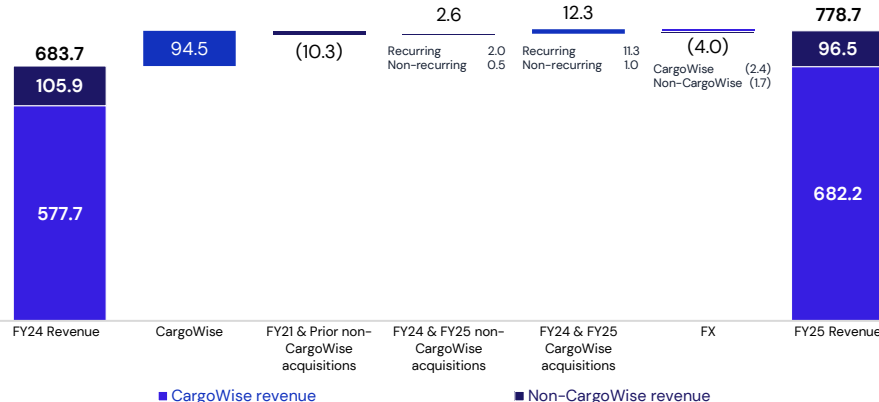 683.7
105.9
577.7
94.5
(10.3)
2.6
Recurring 2.0
Non-recurring 0.5
12.3
Recurring 11.3
Non-recurring 1.0
(4.0)
CargoWise (2.4)
Non-CargoWise (1.7)
778.7
96.5
682.2
FY24 Revenue
CargoWise
FY21 & Prior non-
CargoWise
acquisitions
FY24 & FY25 non-
CargoWise
acquisitions
FY24 & FY25
CargoWise
acquisitions
FX
FY25 Revenue
CargoWise revenue
Non-CargoWise revenue